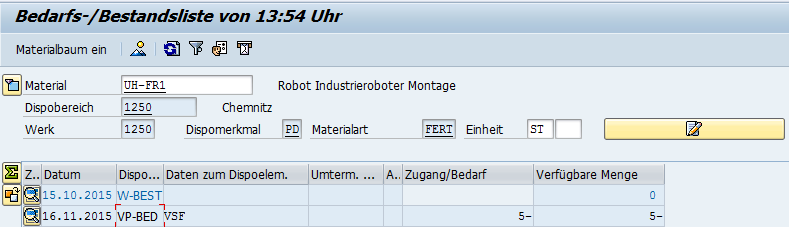 Bedarfs-/Bestandsliste von 13:54 Uhr
Materialbaum ein
Material UH-FR1 Robot Industrieroboter Montage
Dispobereich 1250 Chemnitz
Werk 1250 Dispomerkmal PD Materialart FERT Einheit ST
Z.. Datum Dispo... Daten zum Dispoelem. Umterm. ... A.. Zugang/Bedarf Verfügbare Menge
15.10.2015 W-BEST 0
16.11.2015 VP-BED VSF 5- 5-